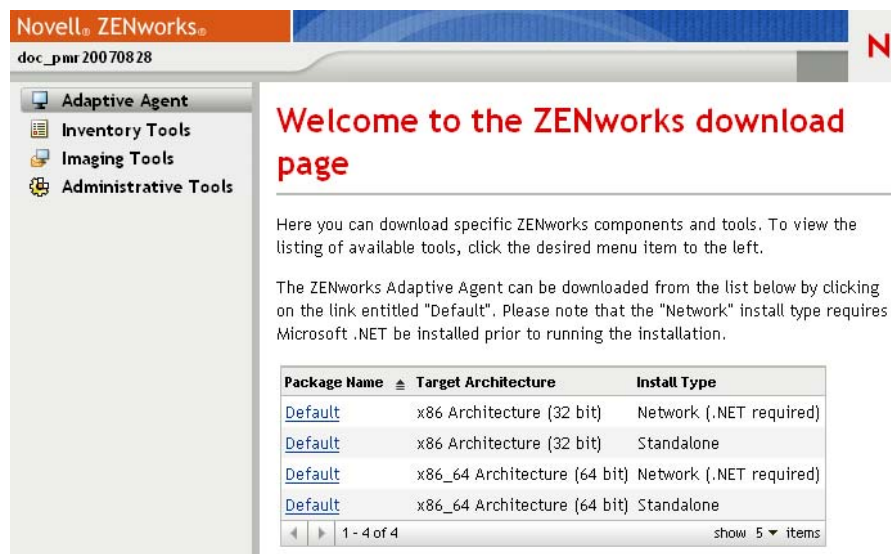 Novell® ZENworks®
N
doc_pmr20070828
Adaptive Agent
Inventory Tools
Imaging Tools
Administrative Tools
Welcome to the ZENworks download
page
Here you can download specific ZENworks components and tools. To view the
listing of available tools, click the desired menu item to the left.
The ZENworks Adaptive Agent can be downloaded from the list below by clicking
on the link entitled "Default". Please note that the "Network" install type requires
Microsoft .NET be installed prior to running the installation.
Package Name Target Architecture Install Type
Default x86 Architecture (32 bit) Network (.NET required)
Default x86 Architecture (32 bit) Standalone
Default x86_64 Architecture (64 bit) Network (.NET required)
Default x86_64 Architecture (64 bit) Standalone
1 - 4 of 4 show 5 items